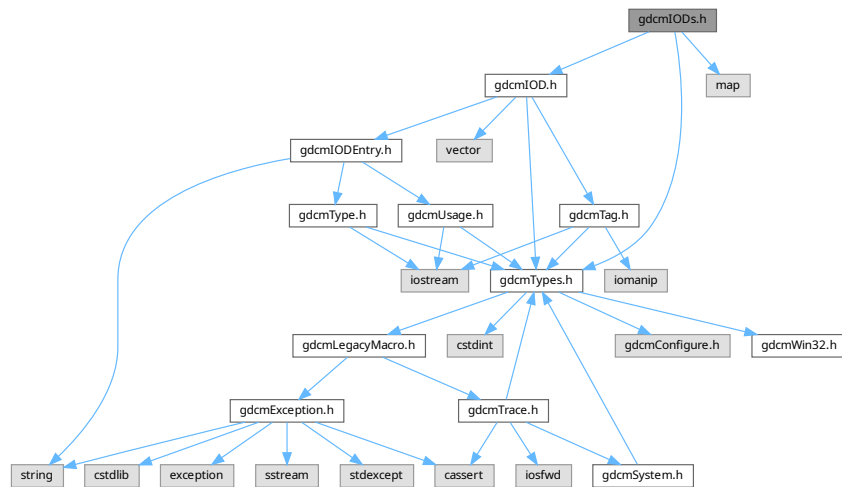 gdcmIODs.h
gdcmIOD.h
map
gdcmIODEntry.h
vector
gdcmType.h
gdcmUsage.h
gdcmTag.h
iostream
gdcmTypes.h
iomanip
gdcmLegacyMacro.h
cstdint
gdcmConfigure.h
gdcmWin32.h
gdcmException.h
gdcmTrace.h
string
cstdlib
exception
sstream
stdexcept
cassert
iosfwd
gdcmSystem.h